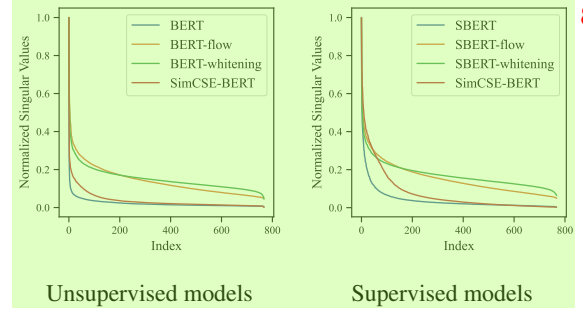 BERT
BERT-flow
BERT-whitening
SimCSE-BERT
Normalized Singular Values
1.0
0.8
0.6
0.4
0.2
0.0
0 200 400 600 800
Index
SBERT
SBERT-flow
SBERT-whitening
SimCSE-BERT
Normalized Singular Values
1.0
0.8
0.6
0.4
0.2
0.0
0 200 400 600 800
Index
Unsupervised models
Supervised models